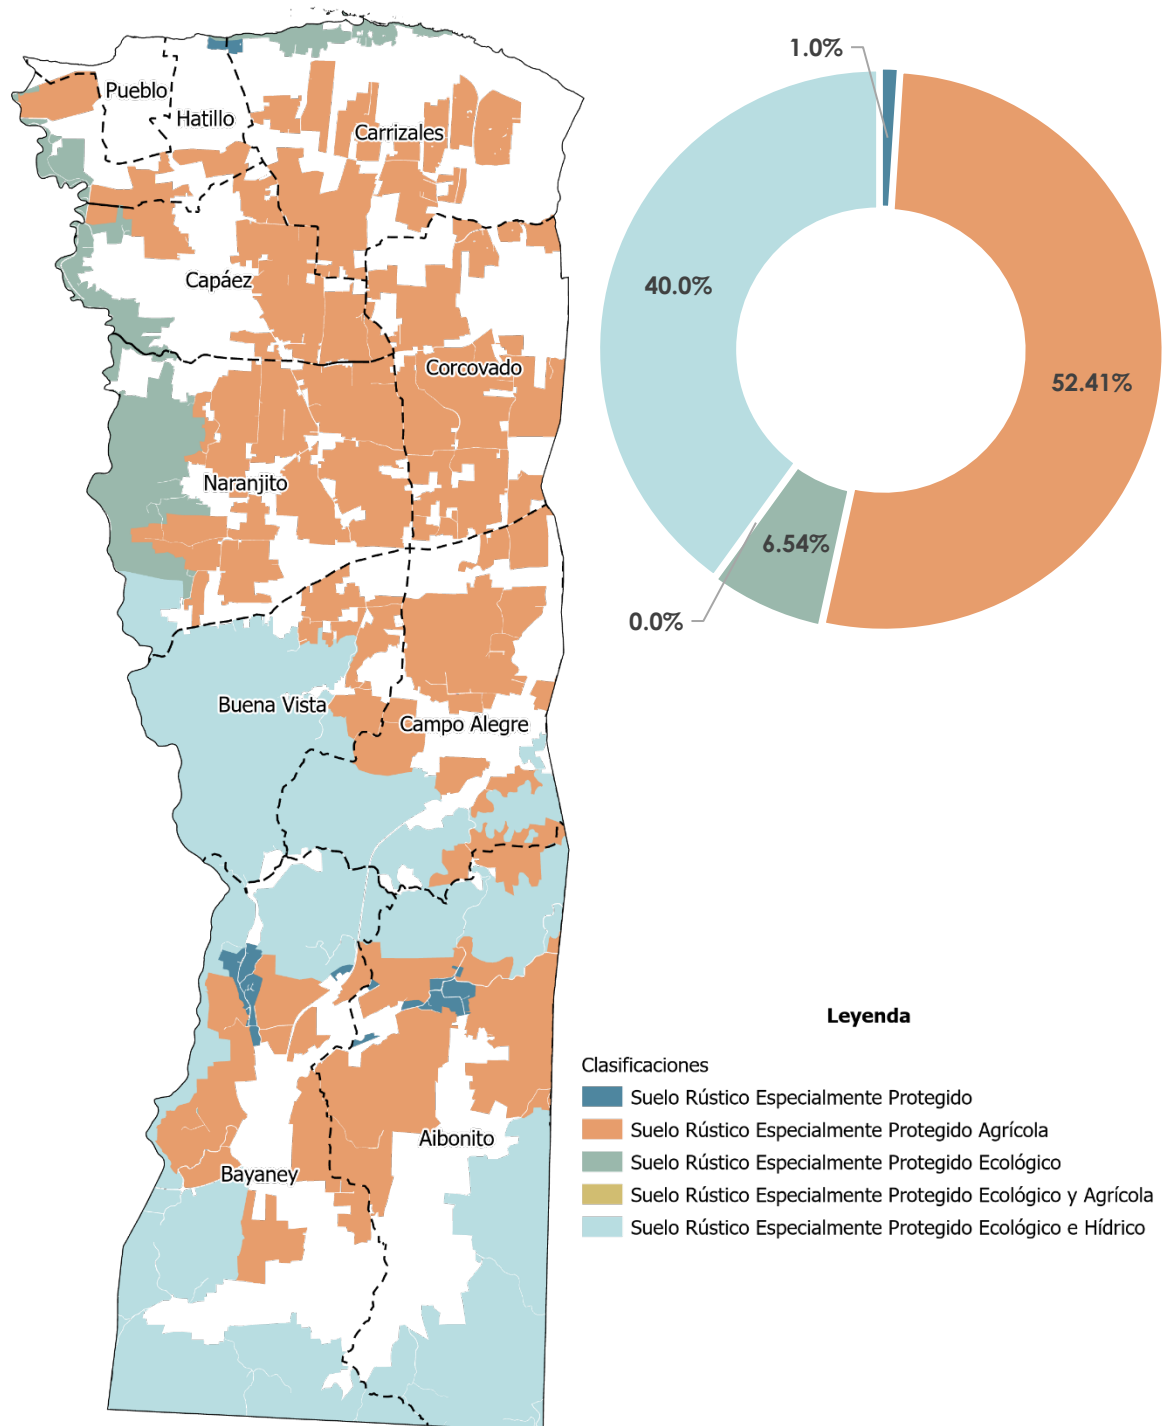 1.0%
Pueblo
Hatillo
Carrizales
40.0%
Capáez
Corcovado
52.41%
Naranjito
6.54%
0.0%
Buena Vista
Campo Alegre
Leyenda
Clasificaciones
Suelo Rústico Especialmente Protegido
Suelo Rústico Especialmente Protegido Agrícola
Suelo Rústico Especialmente Protegido Ecológico
Suelo Rústico Especialmente Protegido Ecológico y Agrícola
Suelo Rústico Especialmente Protegido Ecológico e Hídrico
Aibonito
Bayaney